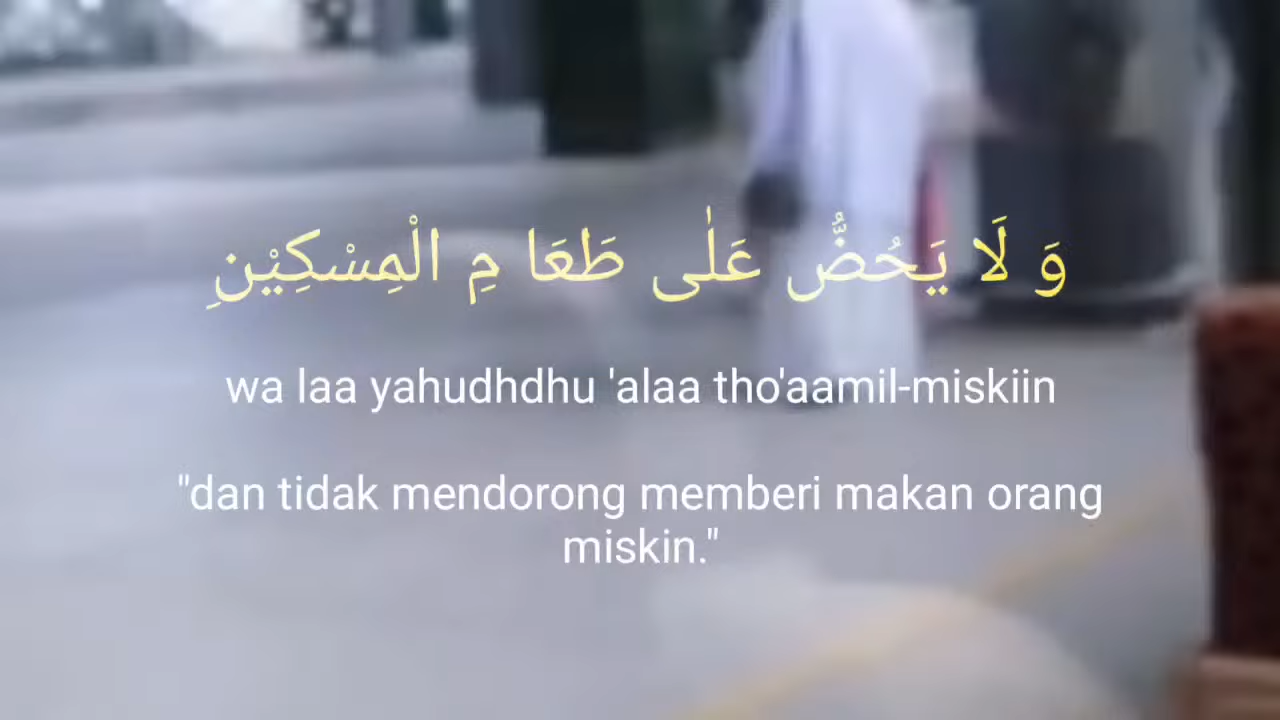 وَ لَا يَحُضُّ عَلٰى طَعَا مِ الْمِسْكِيْنِ
wa laa yahudhdhu 'alaa tho'aamil-miskiin
"dan tidak mendorong memberi makan orang
miskin."